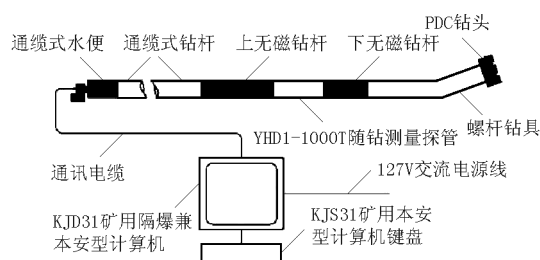 PDC钻头
通缆式水便
通缆式钻杆
上无磁钻杆
下无磁钻杆
YHD1-1000T随钻测量探管
螺杆钻具
通讯电缆
127V交流电源线
KJD31矿用隔爆兼
本安型计算机
KJS31矿用本安
型计算机键盘